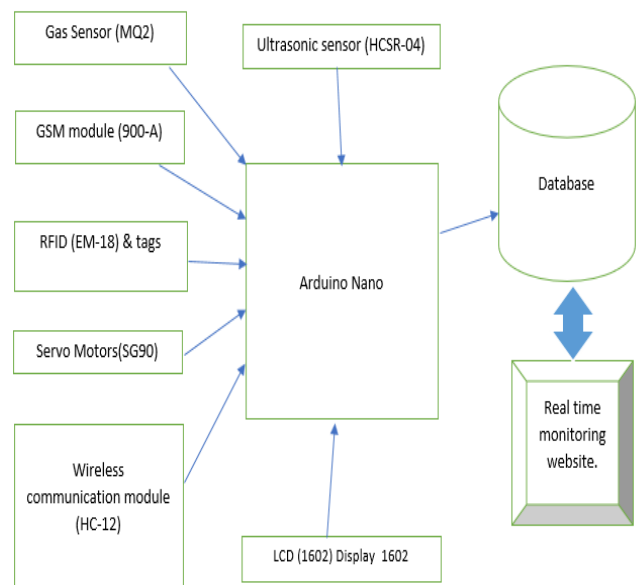 Gas Sensor (MQ2)
Ultrasonic sensor (HCSR-04)
GSM module (900-A)
RFID (EM-18) & tags
Servo Motors(SG90)
Wireless
communication module
(HC-12)
Arduino Nano
LCD (1602) Display 1602
Database
Real time
monitoring
website.